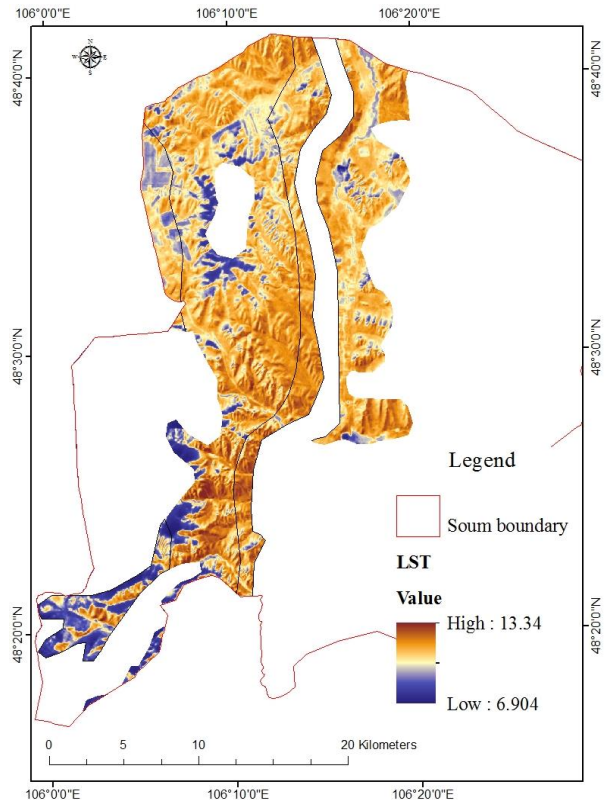 106°0'0"E 106°10'0"E 106°20'0"E
N
W E
S
48°40'0"N 48°40'0"N
48°30'0"N 48°30'0"N
Legend
Soum boundary
LST
Value
High : 13.34
48°20'0"N 48°20'0"N
Low : 6.904
0 5 10 20 Kilometers
106°0'0"E 106°10'0"E 106°20'0"E